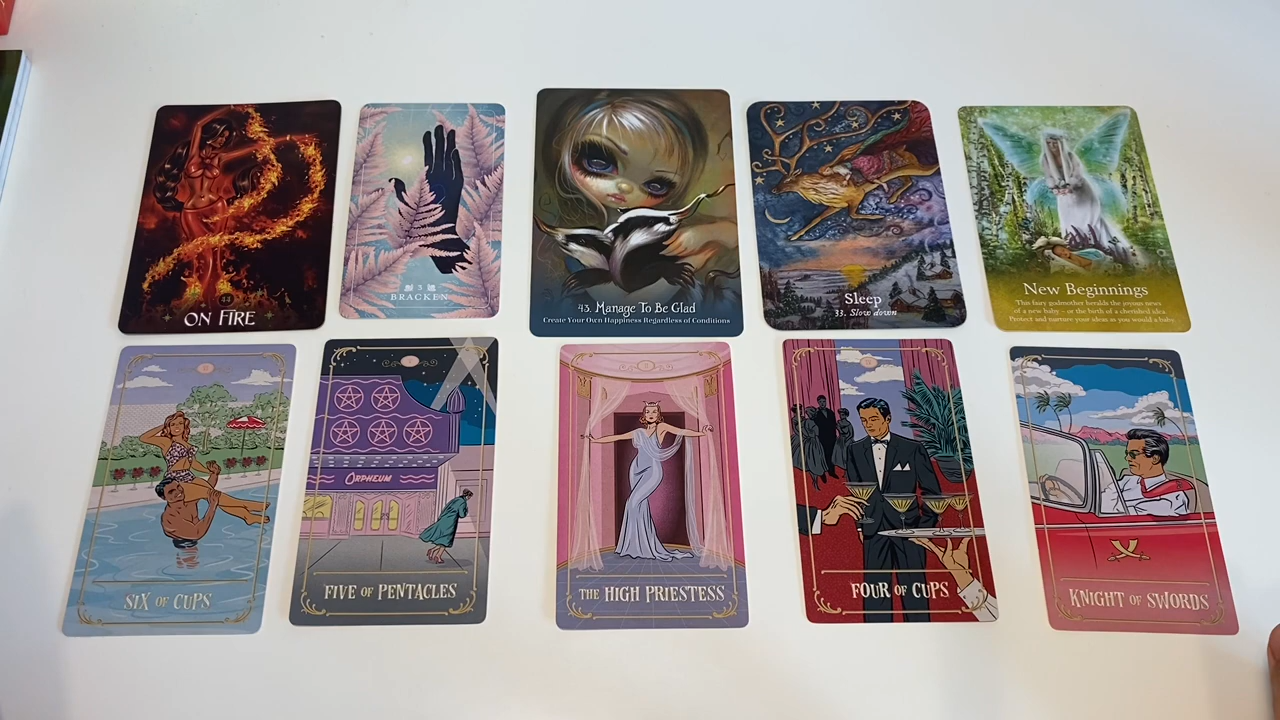 44
ON FIRE
3
BRACKEN
43. Manage To Be Glad
Create Your Own Happiness Regardless of Conditions
Sleep
33. Slow down
New Beginnings
This fairy godmother heralds the joyous news
of a new baby – or the birth of a cherished idea.
Protect and nurture your ideas as you would a baby.
SIX OF CUPS
ORPHEUM
FIVE OF PENTACLES
THE HIGH PRIESTESS
FOUR OF CUPS
KNIGHT OF SWORDS